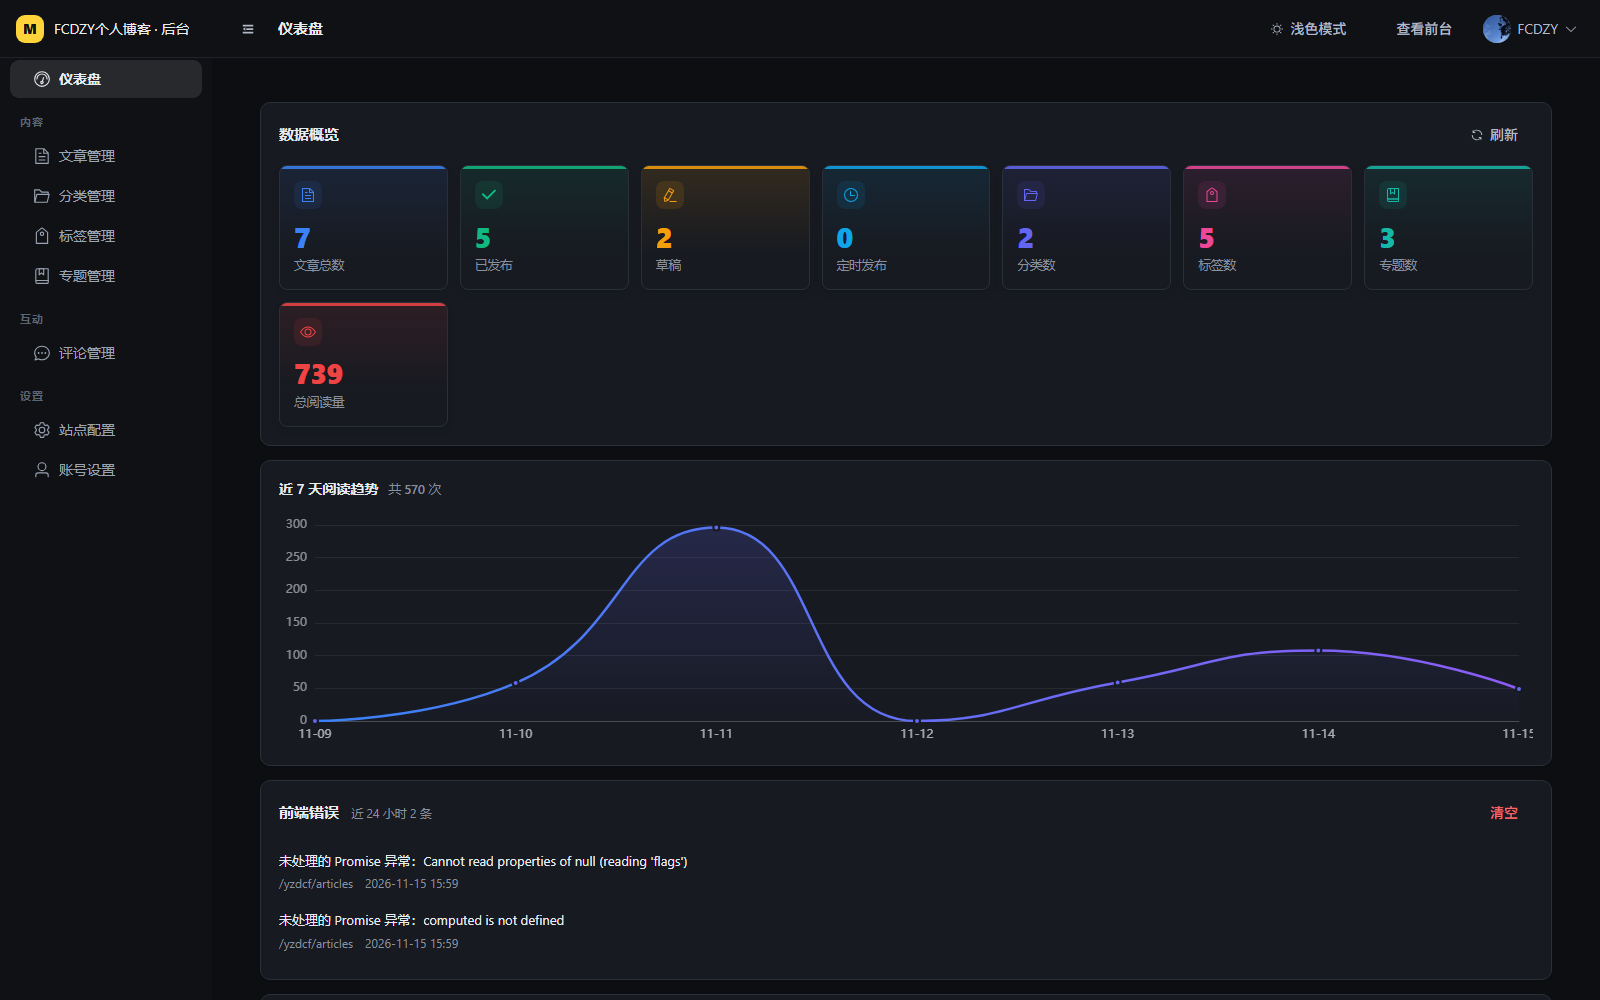 M FCDZY个人博客 · 后台
仪表盘
浅色模式
查看前台
FCDZY
仪表盘
内容
文章管理
分类管理
标签管理
专题管理
互动
评论管理
设置
站点配置
账号设置
数据概览
刷新
7
文章总数
5
已发布
2
草稿
0
定时发布
2
分类数
5
标签数
3
专题数
739
总阅读量
近 7 天阅读趋势 共 570 次
300
250
200
150
100
50
0
11-09 11-10 11-11 11-12 11-13 11-14 11-15
前端错误 近 24 小时 2 条
清空
未处理的 Promise 异常：Cannot read properties of null (reading 'flags')
/yzdcf/articles 2026-11-15 15:59
未处理的 Promise 异常：computed is not defined
/yzdcf/articles 2026-11-15 15:59